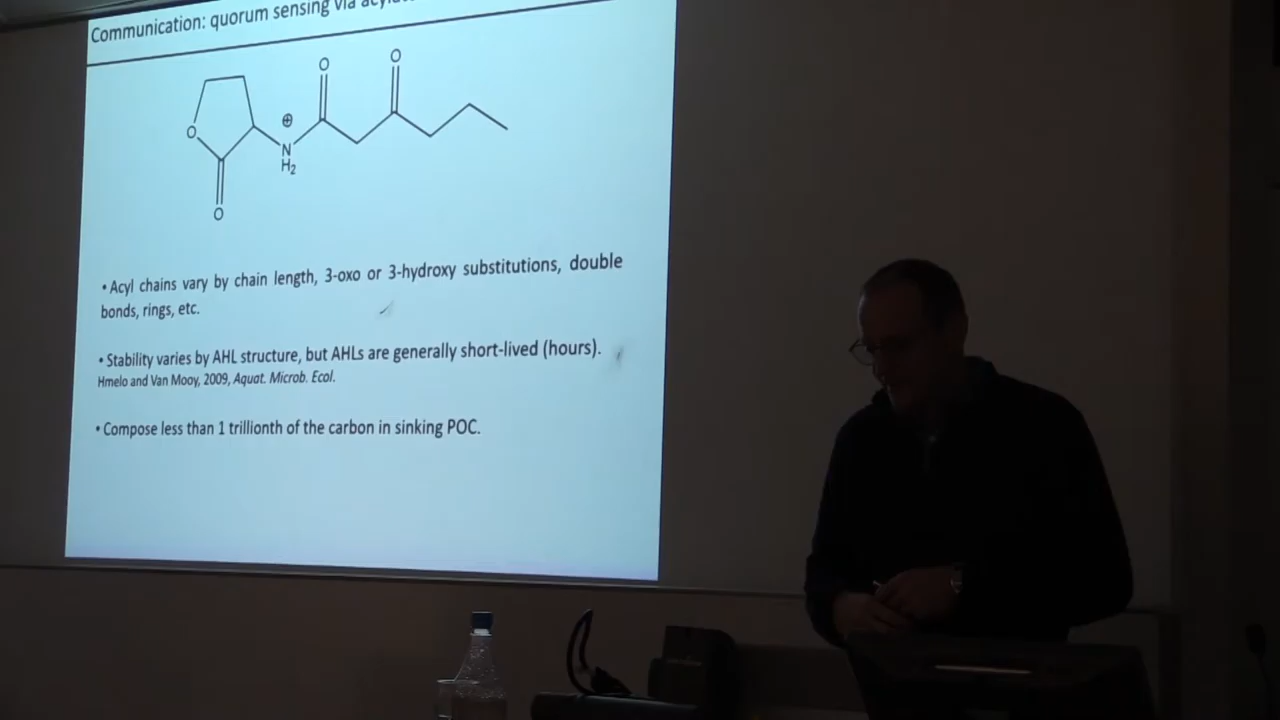 Communication: quorum sensing via
O
O
O
⊕
N
H2
O
• Acyl chains vary by chain length, 3-oxo or 3-hydroxy substitutions, double
bonds, rings, etc.
• Stability varies by AHL structure, but AHLs are generally short-lived (hours).
Hmelo and Van Mooy, 2009, Aquat. Microb. Ecol.
• Compose less than 1 trillionth of the carbon in sinking POC.